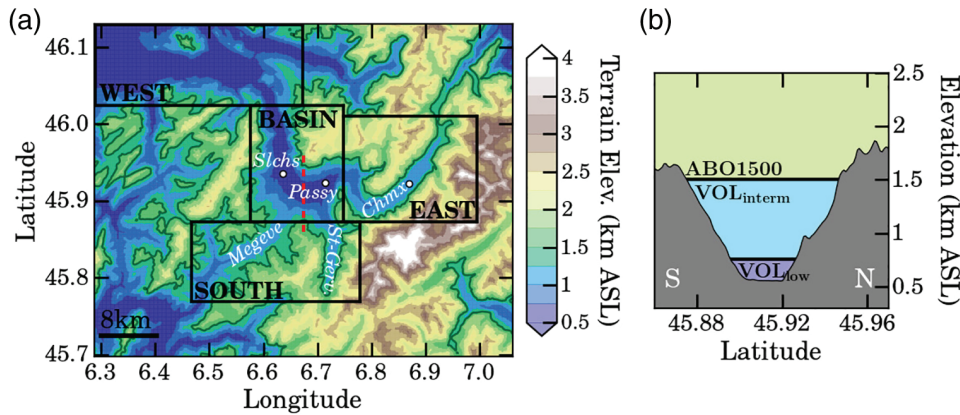 (a)
46.1
46.0
45.9
45.8
45.7
Latitude
WEST
BASIN
Slchs
Passy
Chmx
EAST
Megeve
St-Gerv.
SOUTH
8km
6.3 6.4 6.5 6.6 6.7 6.8 6.9 7.0
Longitude
4
3.5
3
2.5
2
1.5
1
0.5
Terrain Elev. (km ASL)
(b)
ABO1500
VOLinterm
VOLlow
S
N
2.5
2
1.5
1
0.5
Elevation (km ASL)
45.88 45.92 45.96
Latitude